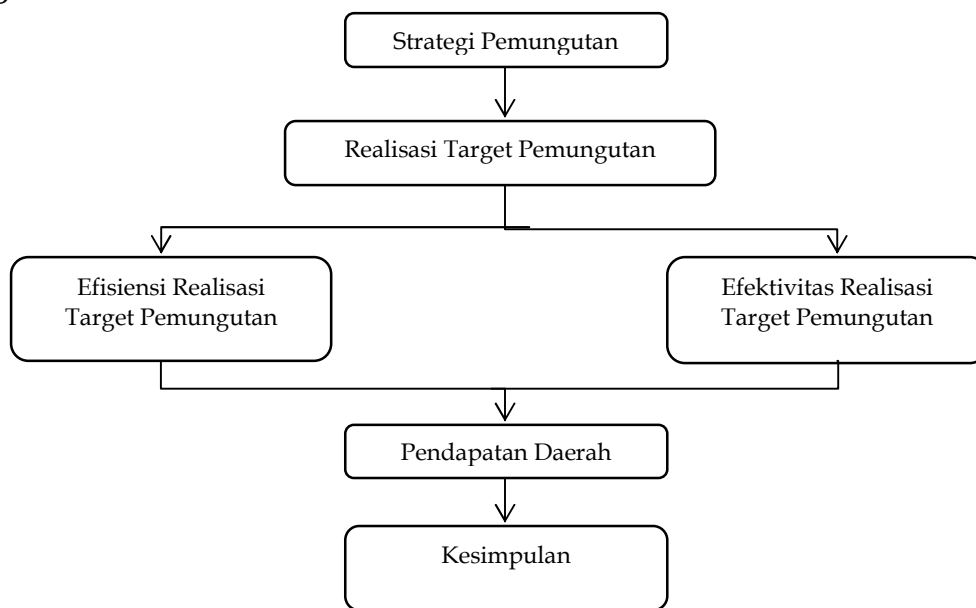 Strategi Pemungutan
Realisasi Target Pemungutan
Efisiensi Realisasi
Target Pemungutan
Efektivitas Realisasi
Target Pemungutan
Pendapatan Daerah
Kesimpulan